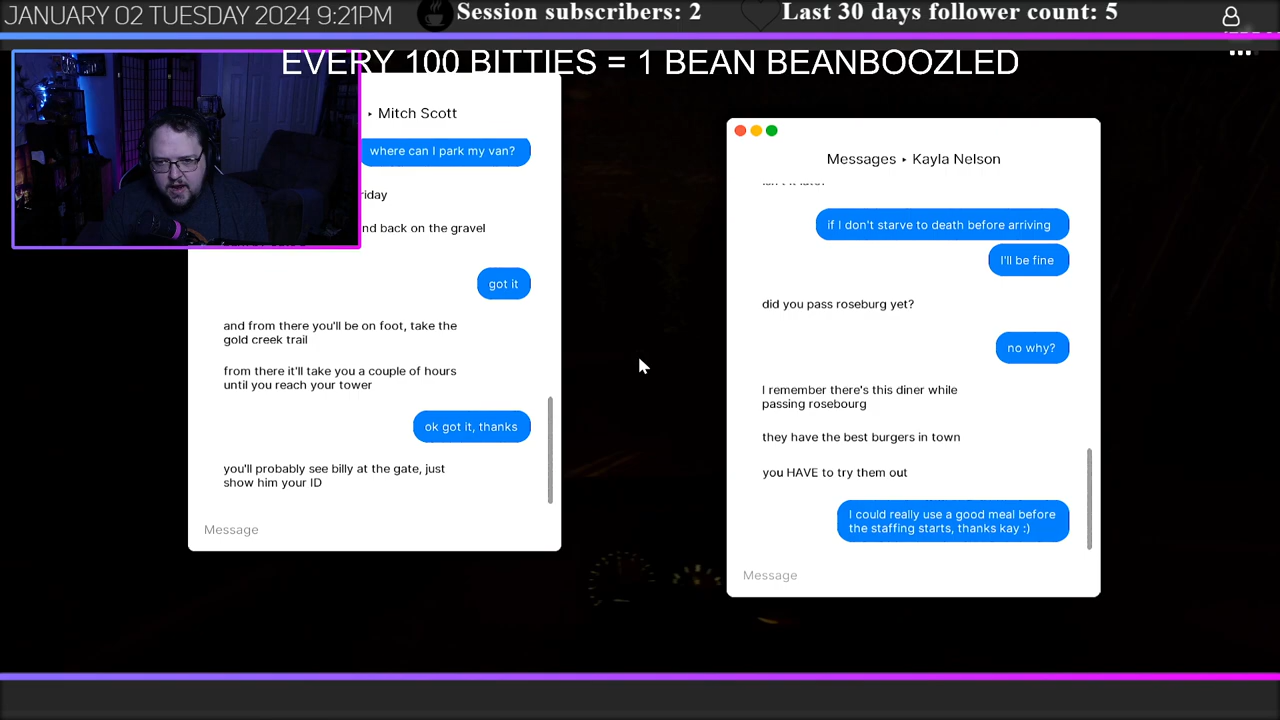 JANUARY 02 TUESDAY 2024 9:21PM
Session subscribers: 2
Last 30 days follower count: 5
EVERY 100 BITTIES = 1 BEAN BEANBOOZLED
▸ Mitch Scott
where can I park my van?
nd back on the gravel
got it
and from there you'll be on foot, take the
gold creek trail
from there it'll take you a couple of hours
until you reach your tower
ok got it, thanks
you'll probably see billy at the gate, just
show him your ID
Message
Messages ▸ Kayla Nelson
if I don't starve to death before arriving
I'll be fine
did you pass roseburg yet?
no why?
I remember there's this diner while
passing rosebourg
they have the best burgers in town
you HAVE to try them out
I could really use a good meal before
the staffing starts, thanks kay :)
Message